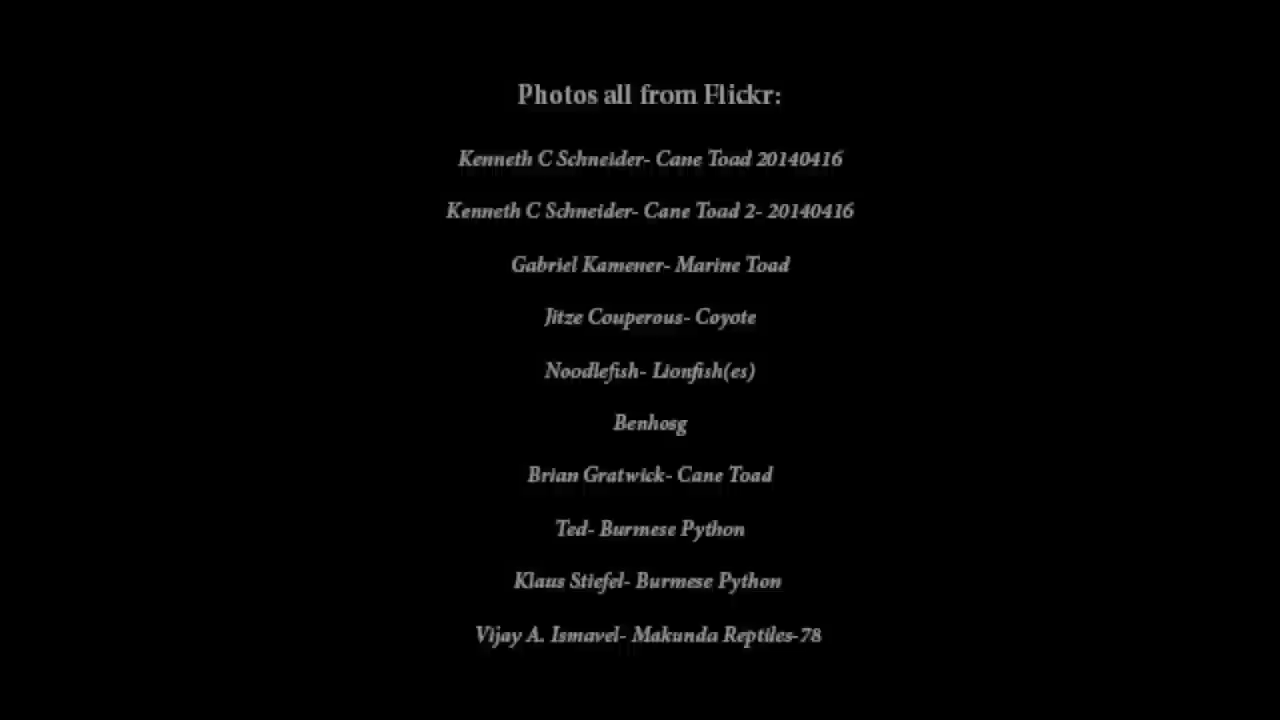 Photos all from Flickr:
Kenneth C Schneider- Cane Toad 20140416
Kenneth C Schneider- Cane Toad 2- 20140416
Gabriel Kamener- Marine Toad
Jitze Couperous- Coyote
Noodlefish- Lionfish(es)
Benhosg
Brian Gratwick- Cane Toad
Ted- Burmese Python
Klaus Stiefel- Burmese Python
Vijay A. Ismavel- Makunda Reptiles-78